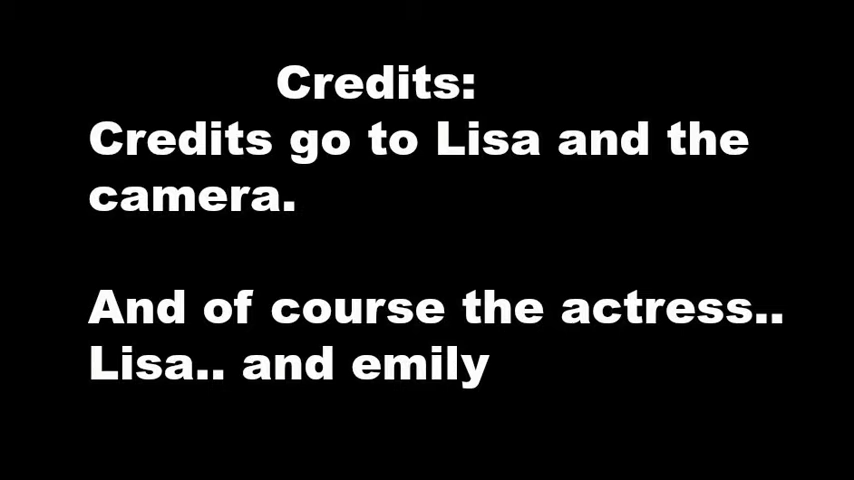 Credits:
Credits go to Lisa and the
camera.
And of course the actress..
Lisa.. and emily